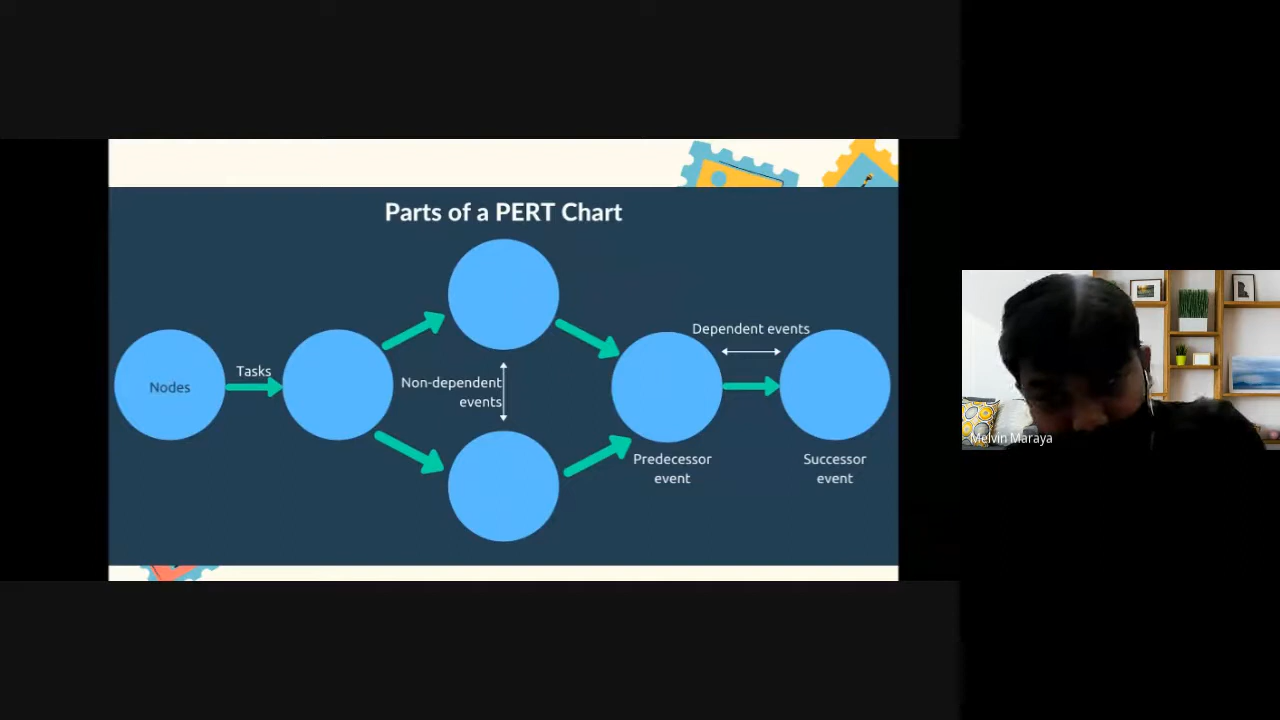 Parts of a PERT Chart
Dependent events
Tasks
Nodes
Non-dependent
events
Predecessor
event
Successor
event
Melvin Maraya